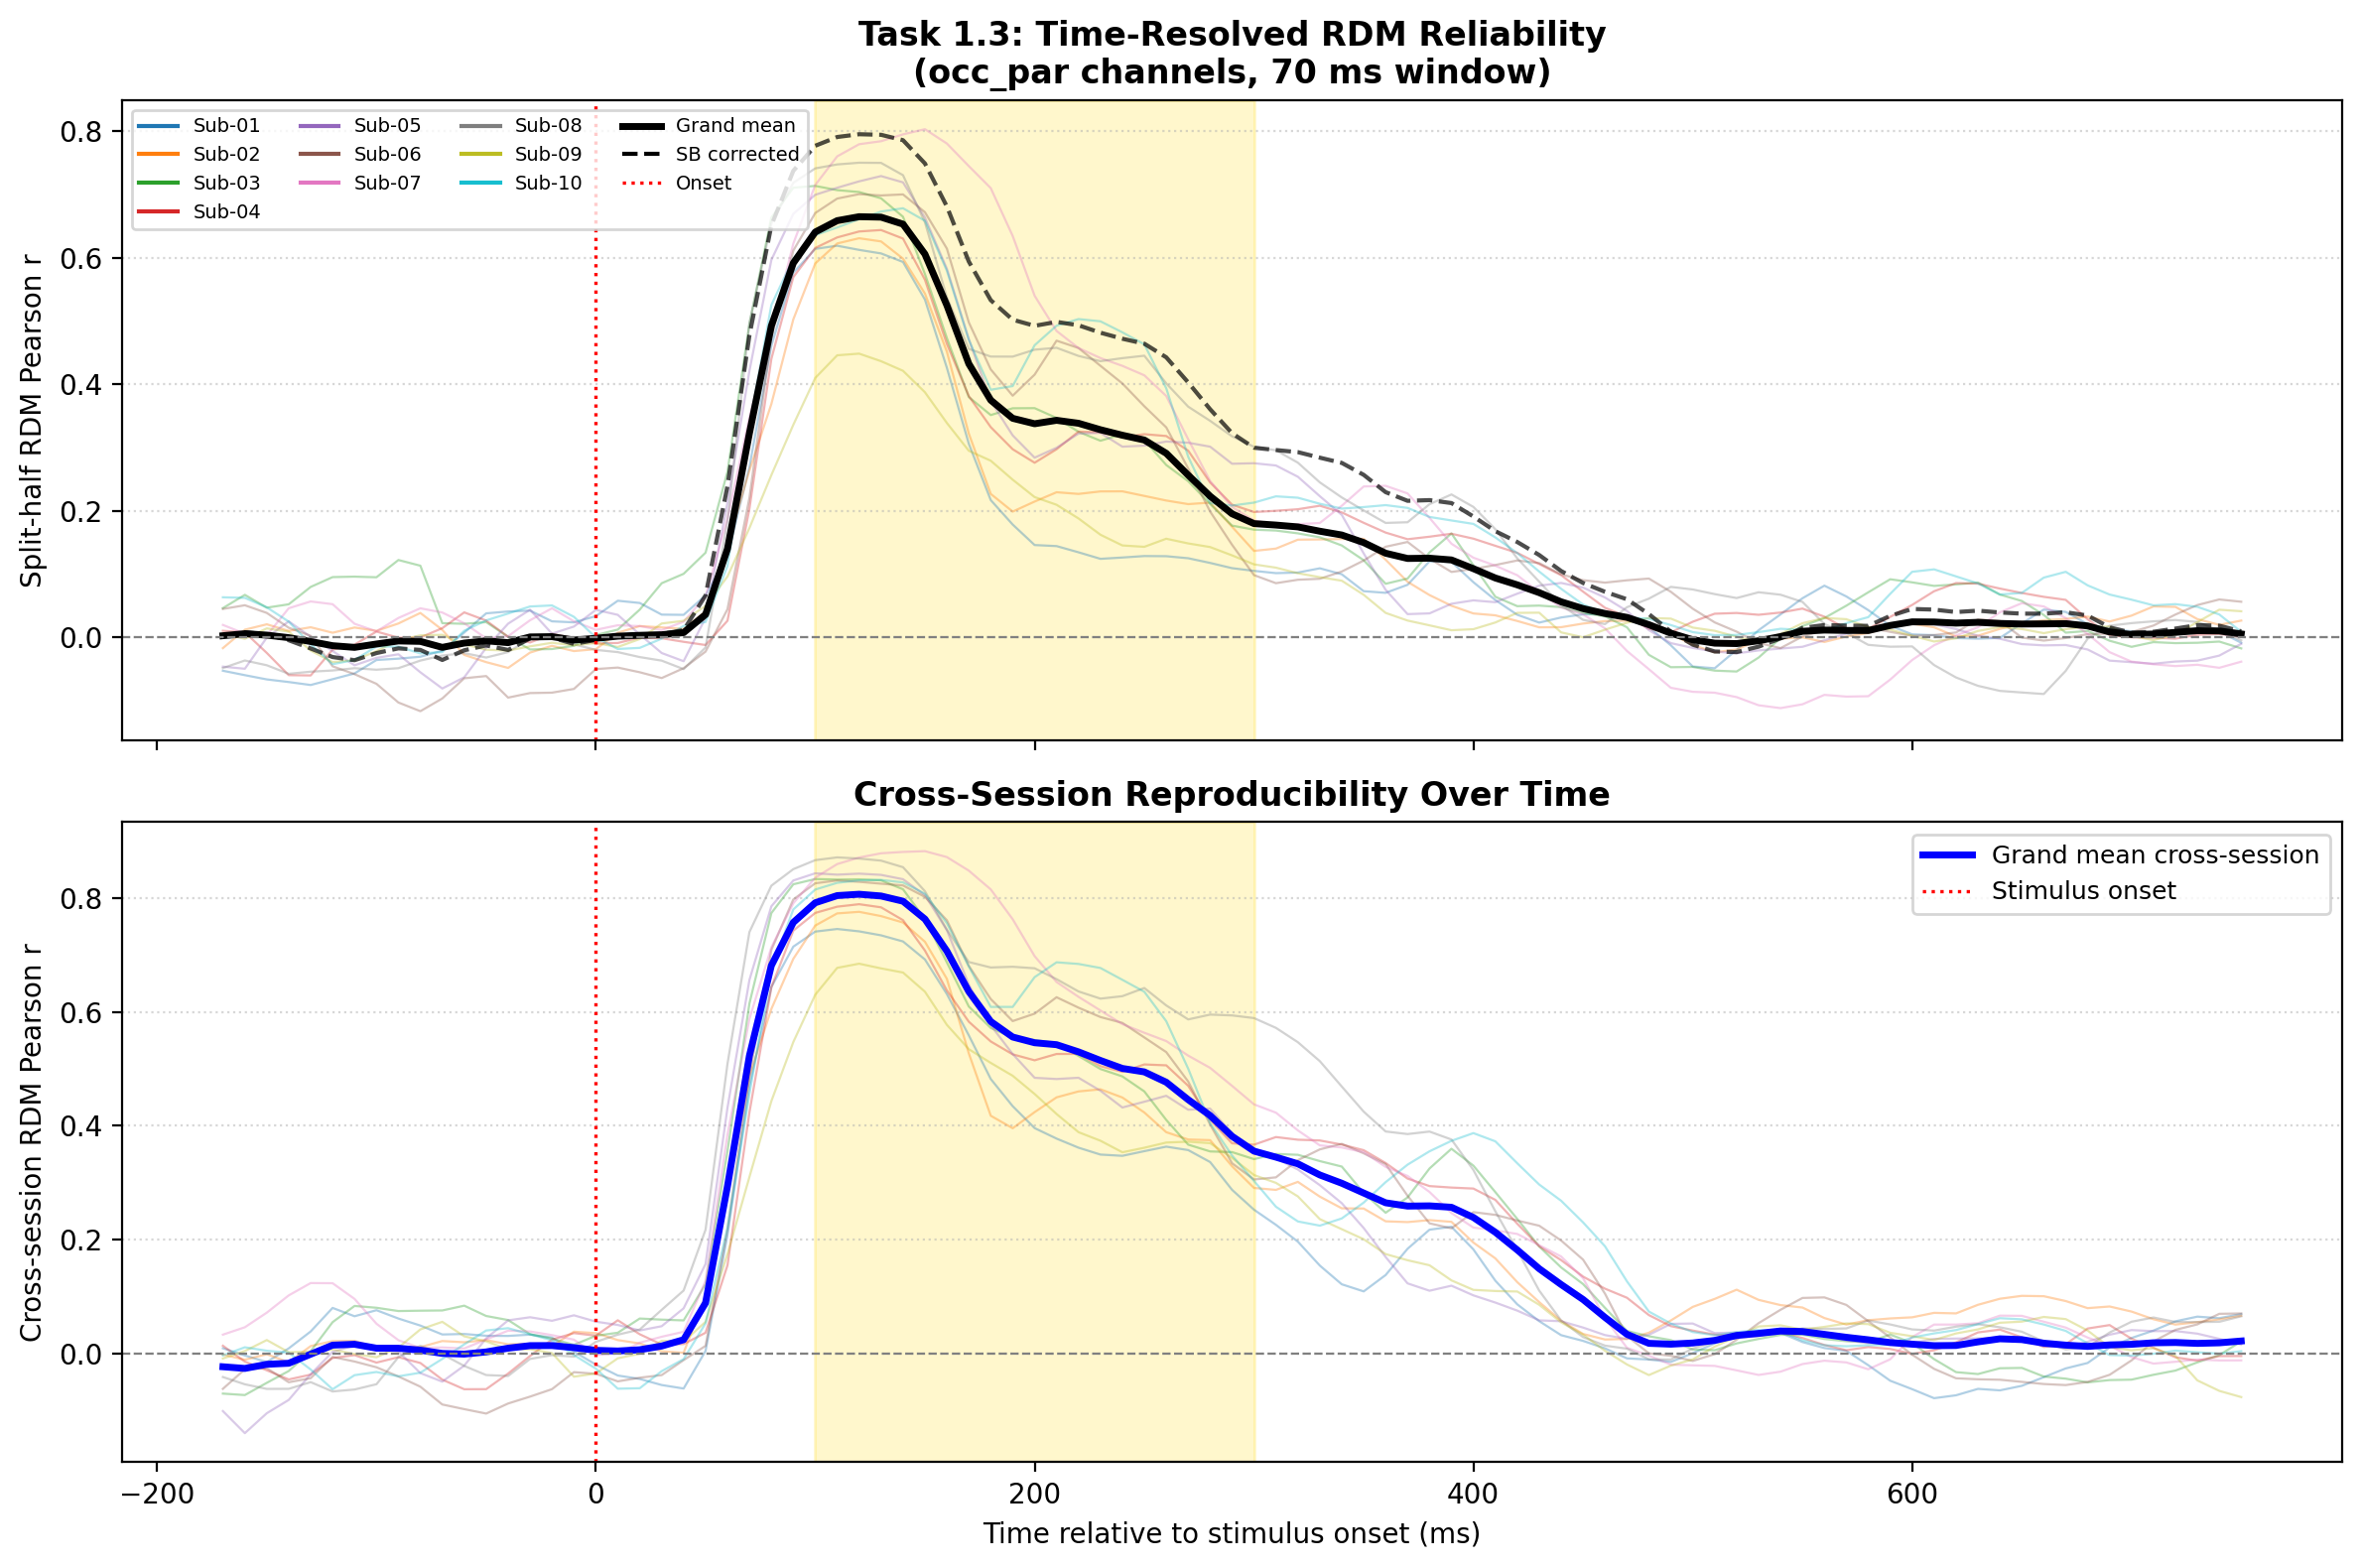 Task 1.3: Time-Resolved RDM Reliability
(occ_par channels, 70 ms window)
Split-half RDM Pearson r
0.8
0.6
0.4
0.2
0.0
Sub-01
Sub-02
Sub-03
Sub-04
Sub-05
Sub-06
Sub-07
Sub-08
Sub-09
Sub-10
Grand mean
SB corrected
Onset
Cross-Session Reproducibility Over Time
Cross-session RDM Pearson r
0.8
0.6
0.4
0.2
0.0
Grand mean cross-session
Stimulus onset
−200
0
200
400
600
Time relative to stimulus onset (ms)